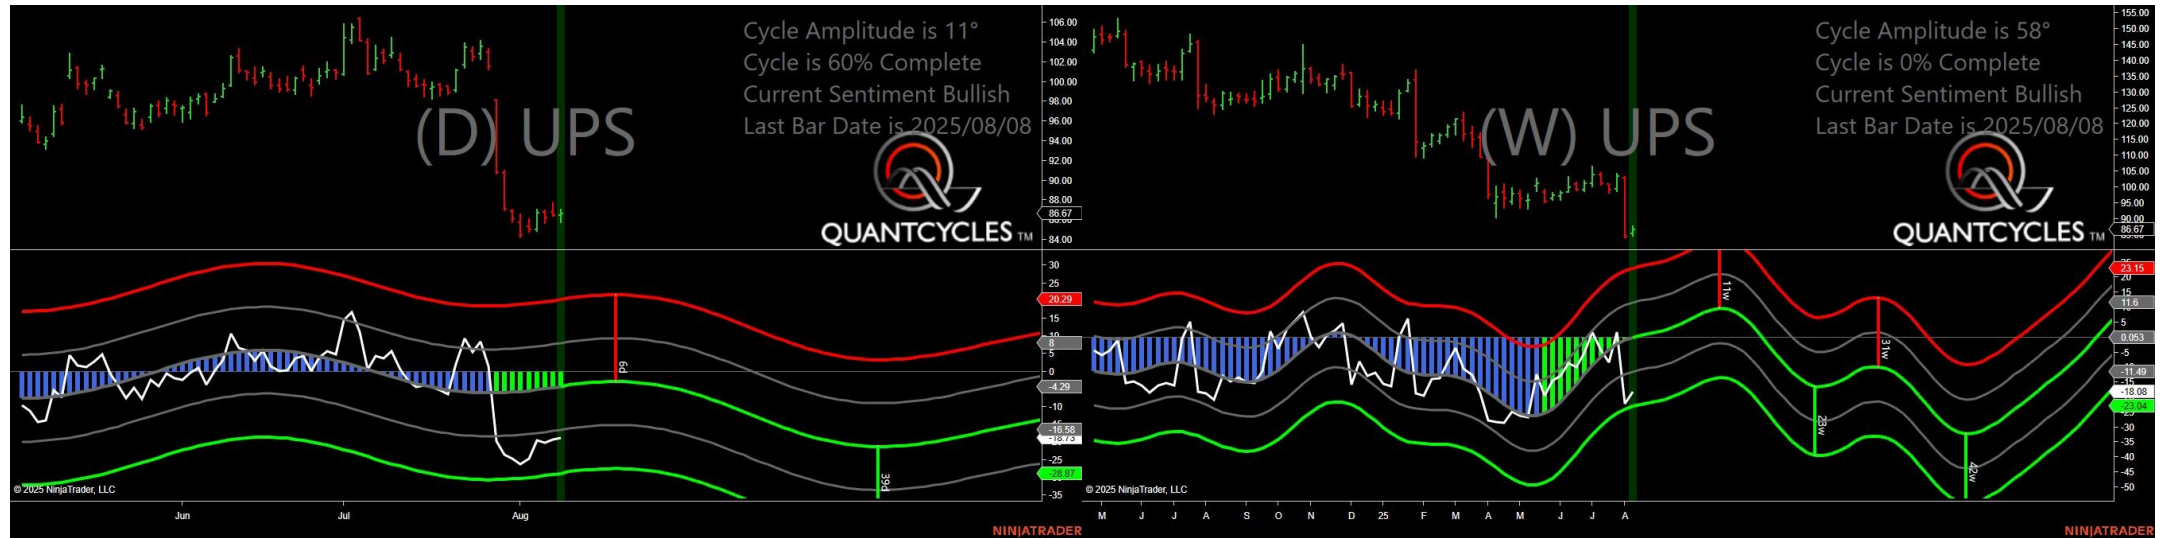 Cycle Amplitude is 11°
Cycle is 60% Complete
Current Sentiment Bullish
Last Bar Date is 2025/08/08
(D) UPS
QUANTCYCLES TM
106.00
104.00
102.00
100.00
98.00
96.00
94.00
92.00
90.00
88.00
86.67
84.00
30
25
20.29
15
10
8
5
0
-4.29
-10
-16.58
-18.73
-25
-28.87
-35
6d
39d
© 2025 NinjaTrader, LLC
Jun Jul Aug
NINJATRADER
Cycle Amplitude is 58°
Cycle is 0% Complete
Current Sentiment Bullish
Last Bar Date is 2025/08/08
(W) UPS
QUANTCYCLES TM
155.00
150.00
145.00
140.00
135.00
130.00
125.00
120.00
115.00
110.00
105.00
100.00
95.00
90.00
86.67
23.15
20
15
11.6
5
0.053
-5
-11.49
-15
-18.08
-23.04
-30
-35
-40
-45
-50
11w
23w
31w
42w
© 2025 NinjaTrader, LLC
M J J A S O N D 25 F M A M J J A
NINJATRADER